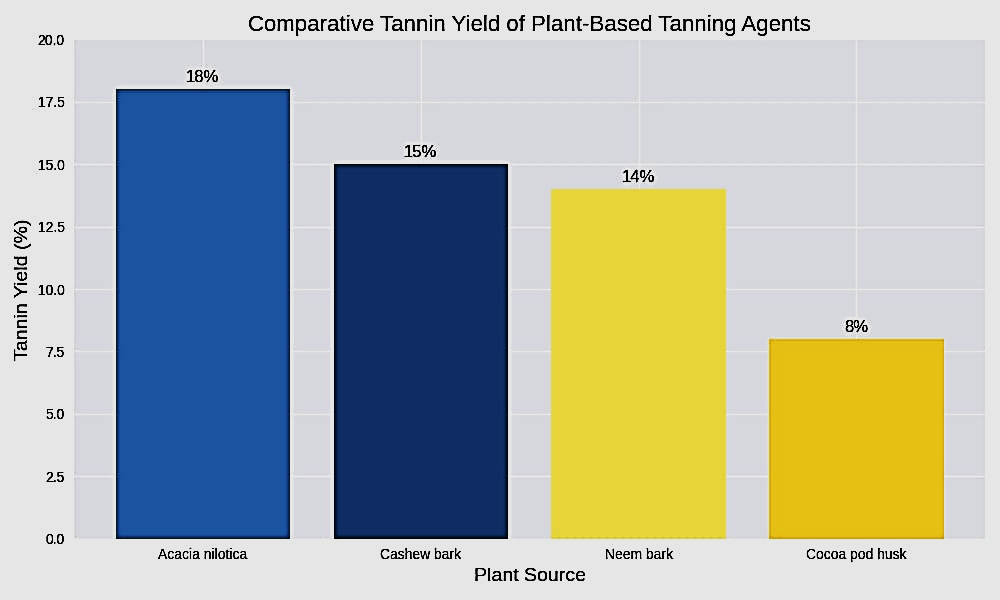 Comparative Tannin Yield of Plant-Based Tanning Agents
20.0
17.5
15.0
12.5
10.0
7.5
5.0
2.5
0.0
Tannin Yield (%)
18%
15%
14%
8%
Acacia nilotica
Cashew bark
Neem bark
Cocoa pod husk
Plant Source